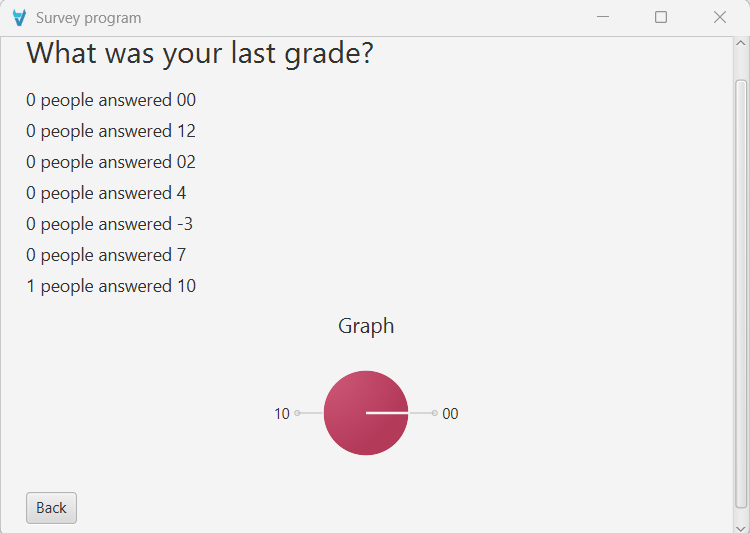 Survey program
What was your last grade?
0 people answered 00
0 people answered 12
0 people answered 02
0 people answered 4
0 people answered -3
0 people answered 7
1 people answered 10
Graph
10
00
Back